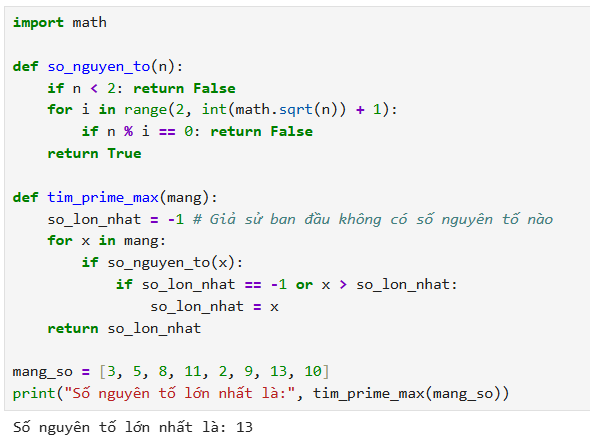 import math
def so_nguyen_to(n):
    if n < 2: return False
    for i in range(2, int(math.sqrt(n)) + 1):
        if n % i == 0: return False
    return True
def tim_prime_max(mang):
    so_lon_nhat = -1 # Giả sử ban đầu không có số nguyên tố nào
    for x in mang:
        if so_nguyen_to(x):
            if so_lon_nhat == -1 or x > so_lon_nhat:
                so_lon_nhat = x
    return so_lon_nhat
mang_so = [3, 5, 8, 11, 2, 9, 13, 10]
print("Số nguyên tố lớn nhất là:", tim_prime_max(mang_so))
Số nguyên tố lớn nhất là: 13